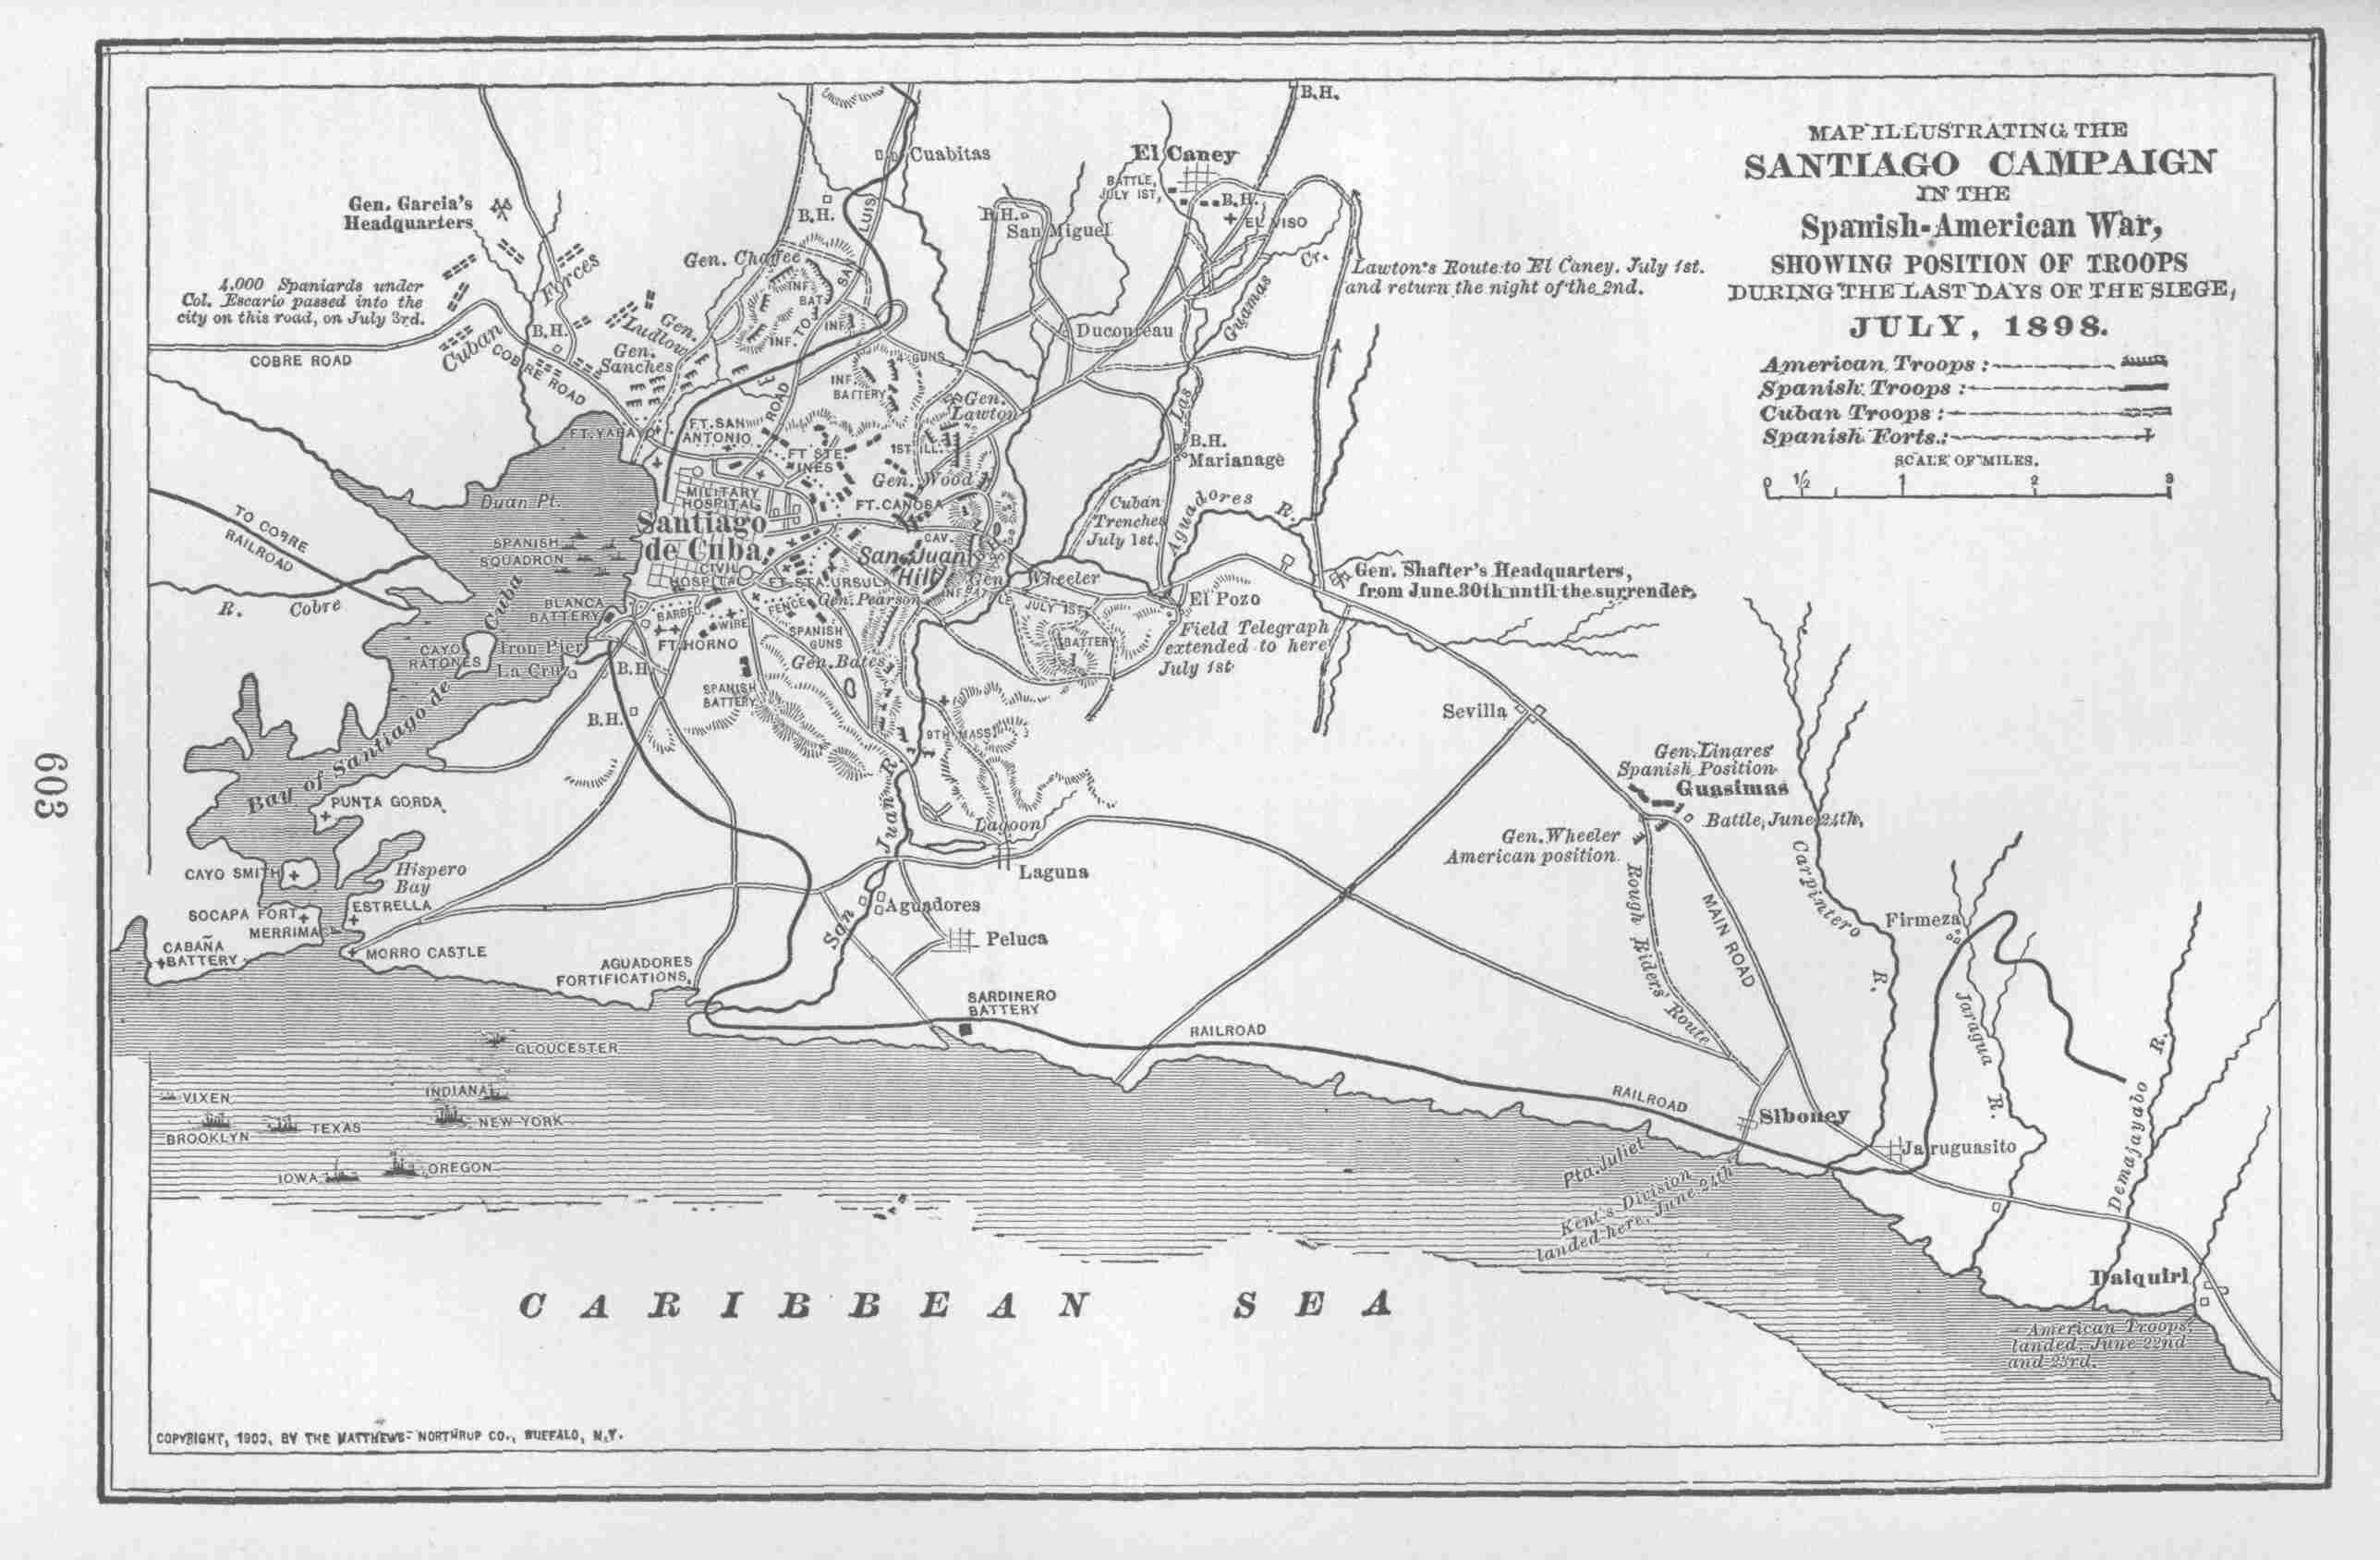 MAP ILLUSTRATING THE
SANTIAGO CAMPAIGN
IN THE
Spanish-American War,
SHOWING POSITION OF TROOPS
DURING THE LAST DAYS OF THE SIEGE,
JULY, 1898.
American Troops:
Spanish Troops:
Cuban Troops:
Spanish Forts.:
SCALE OF MILES.
0 ½ 1 2 3
B.H.
Cuabitas
El Caney
BATTLE,
JULY 1ST,
B.H.
EL VISO
Gen. Garcia's
Headquarters
B.H.
B.H.
San Miguel
SAN LUIS
Gen. Chaffee
INF.
BAT.
INF.
INF.
TO
ROAD
Guamas
Cr.
Lawton's Route to El Caney. July 1st.
and return the night of the 2nd.
4,000 Spaniards under
Col. Escario passed into the
city on this road, on July 3rd.
Cuban Forces
B.H.
Gen.
Ludlow
Gen.
Sanches
COBRE ROAD
COBRE ROAD
Ducoureau
4 GUNS
INF.
BATTERY
Gen.
Lawton
Las
FT. YARAYO
FT. SAN
ANTONIO
FT STE.
INES
1ST. ILL.
Gen. Wood
B.H.
Marianage
MILITARY
HOSPITAL
FT. CANOSA
Santiago
de Cuba
CAV.
Cuban
Trenches
July 1st.
Aguadores R.
Duan Pt.
SPANISH
SQUADRON
CIVIL
HOSPITAL
FT. STA. URSULA
San Juan
Hill
Gen. Wheeler
Gen. Shafter's Headquarters,
from June 30th until the surrender.
TO COBRE
RAILROAD
R. Cobre
BLANCA
BATTERY
BARBED
WIRE
FENCE
Gen. Pearson
INF.
BATTLE
JULY 1ST
El Pozo
Field Telegraph
extended to here
July 1st
BATTERY
CAYO
RATONES
Iron Pier
La Cruz
FT. HORNO
SPANISH
GUNS
Gen. Bates
B.H.
B.H.
SPANISH
BATTERY
9TH MASS.
Sevilla
Gen. Linares'
Spanish Position
Guasimas
Battle, June 24th,
Gen. Wheeler
American position.
Bay of Santiago de Cuba
PUNTA GORDA
San Juan R.
Lagoon
Laguna
Carpintero R.
Rough Riders' Route
MAIN ROAD
CAYO SMITH
Hispero
Bay
ESTRELLA
SOCAPA FORT
MERRIMAC
CABAÑA
BATTERY
MORRO CASTLE
Aguadores
Peluca
Firmeza
AGUADORES
FORTIFICATIONS
SARDINERO
BATTERY
RAILROAD
RAILROAD
Jaragua R.
Demajayabo R.
GLOUCESTER
VIXEN
INDIANA
BROOKLYN
TEXAS
NEW YORK
IOWA
OREGON
Siboney
Jaruguasito
Pta. Juliet
Kent's Division
landed here, June 24th
Daiquiri
American Troops
landed, June 22nd
and 23rd.
CARIBBEAN SEA
COPYRIGHT, 1900, BY THE MATTHEWS-NORTHRUP CO., BUFFALO, N.Y.
603